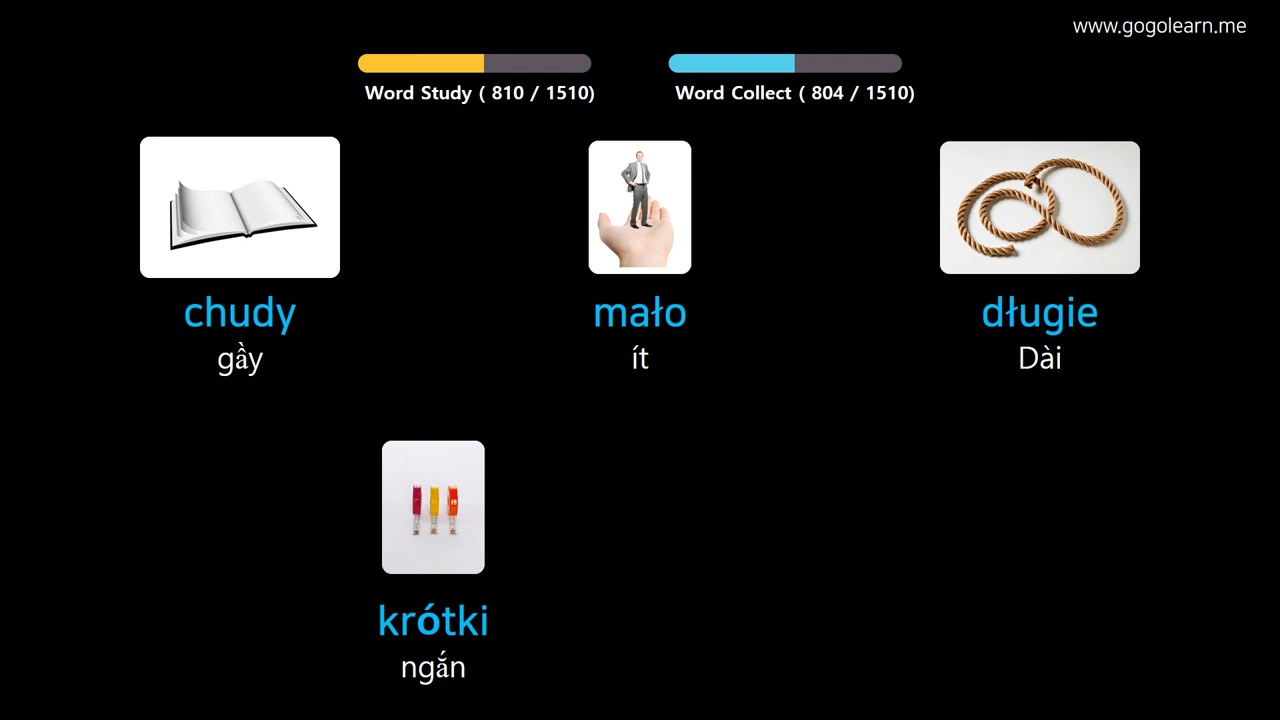 www.gogolearn.me
Word Study ( 810 / 1510)
Word Collect ( 804 / 1510)
chudy
gầy
mało
ít
długie
Dài
krótki
ngắn